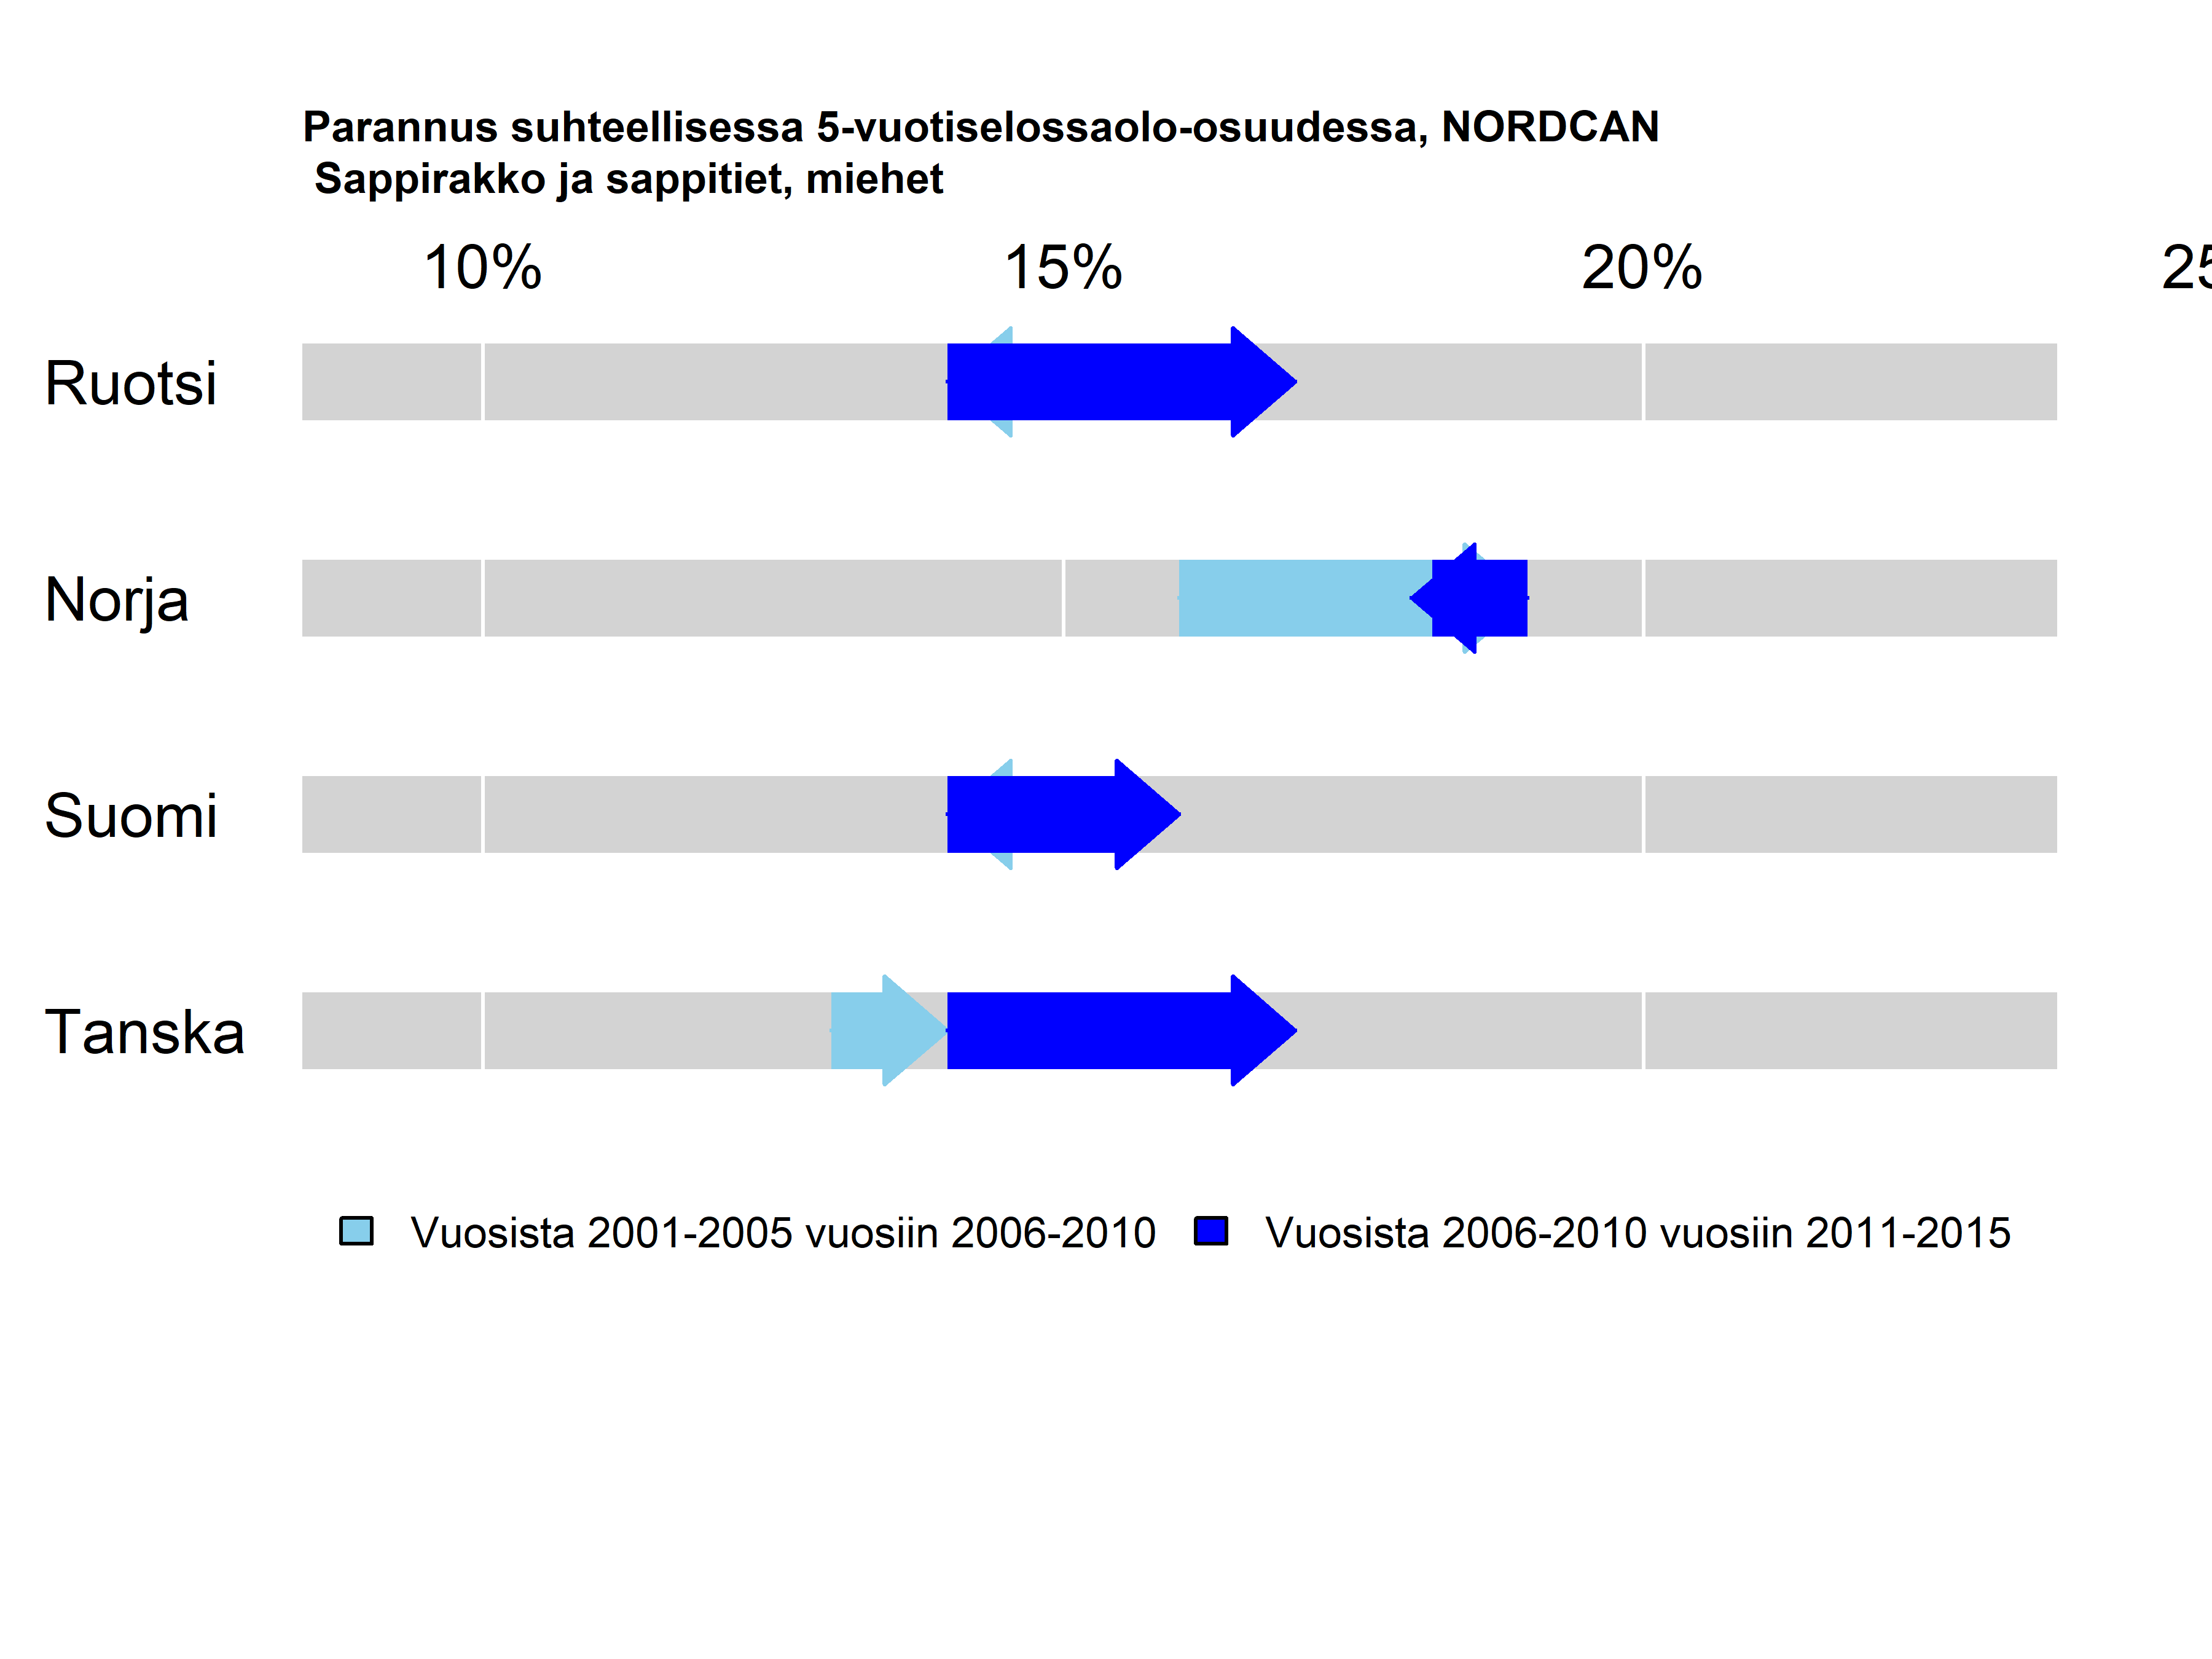 Parannus suhteellisessa 5-vuotiselossaolo-osuudessa, NORDCAN
Sappirakko ja sappitiet, miehet
10% 15% 20% 25
Ruotsi
Norja
Suomi
Tanska
Vuosista 2001-2005 vuosiin 2006-2010 Vuosista 2006-2010 vuosiin 2011-2015